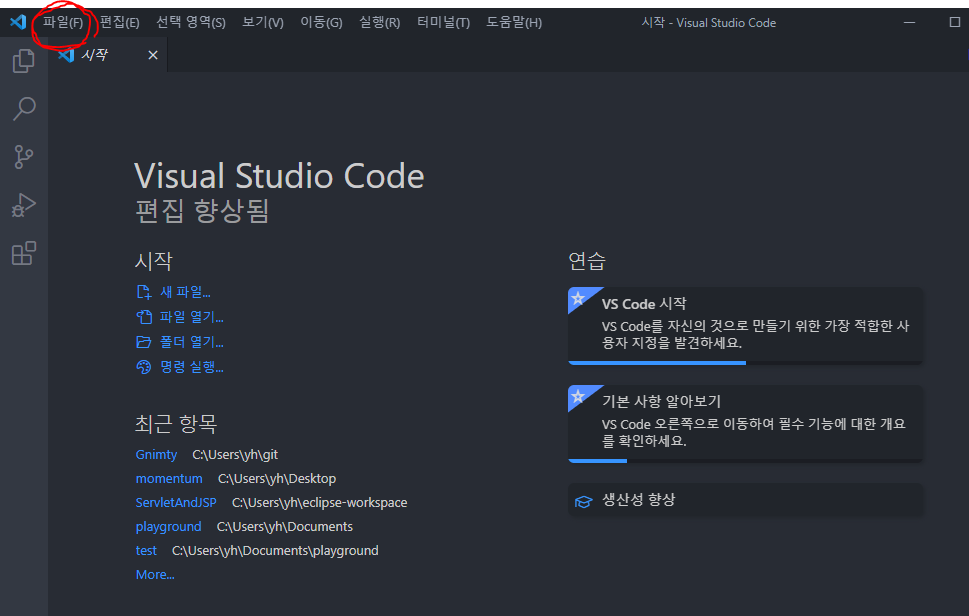 파일(F) 편집(E) 선택 영역(S) 보기(V) 이동(G) 실행(R) 터미널(T) 도움말(H) 시작 - Visual Studio Code
시작
Visual Studio Code
편집 향상됨
시작
새 파일...
파일 열기...
폴더 열기...
명령 실행...
최근 항목
Gnimty C:\Users\yh\git
momentum C:\Users\yh\Desktop
ServletAndJSP C:\Users\yh\eclipse-workspace
playground C:\Users\yh\Documents
test C:\Users\yh\Documents\playground
More...
연습
VS Code 시작
VS Code를 자신의 것으로 만들기 위한 가장 적합한 사
용자 지정을 발견하세요.
기본 사항 알아보기
VS Code 오른쪽으로 이동하여 필수 기능에 대한 개요
를 확인하세요.
생산성 향상